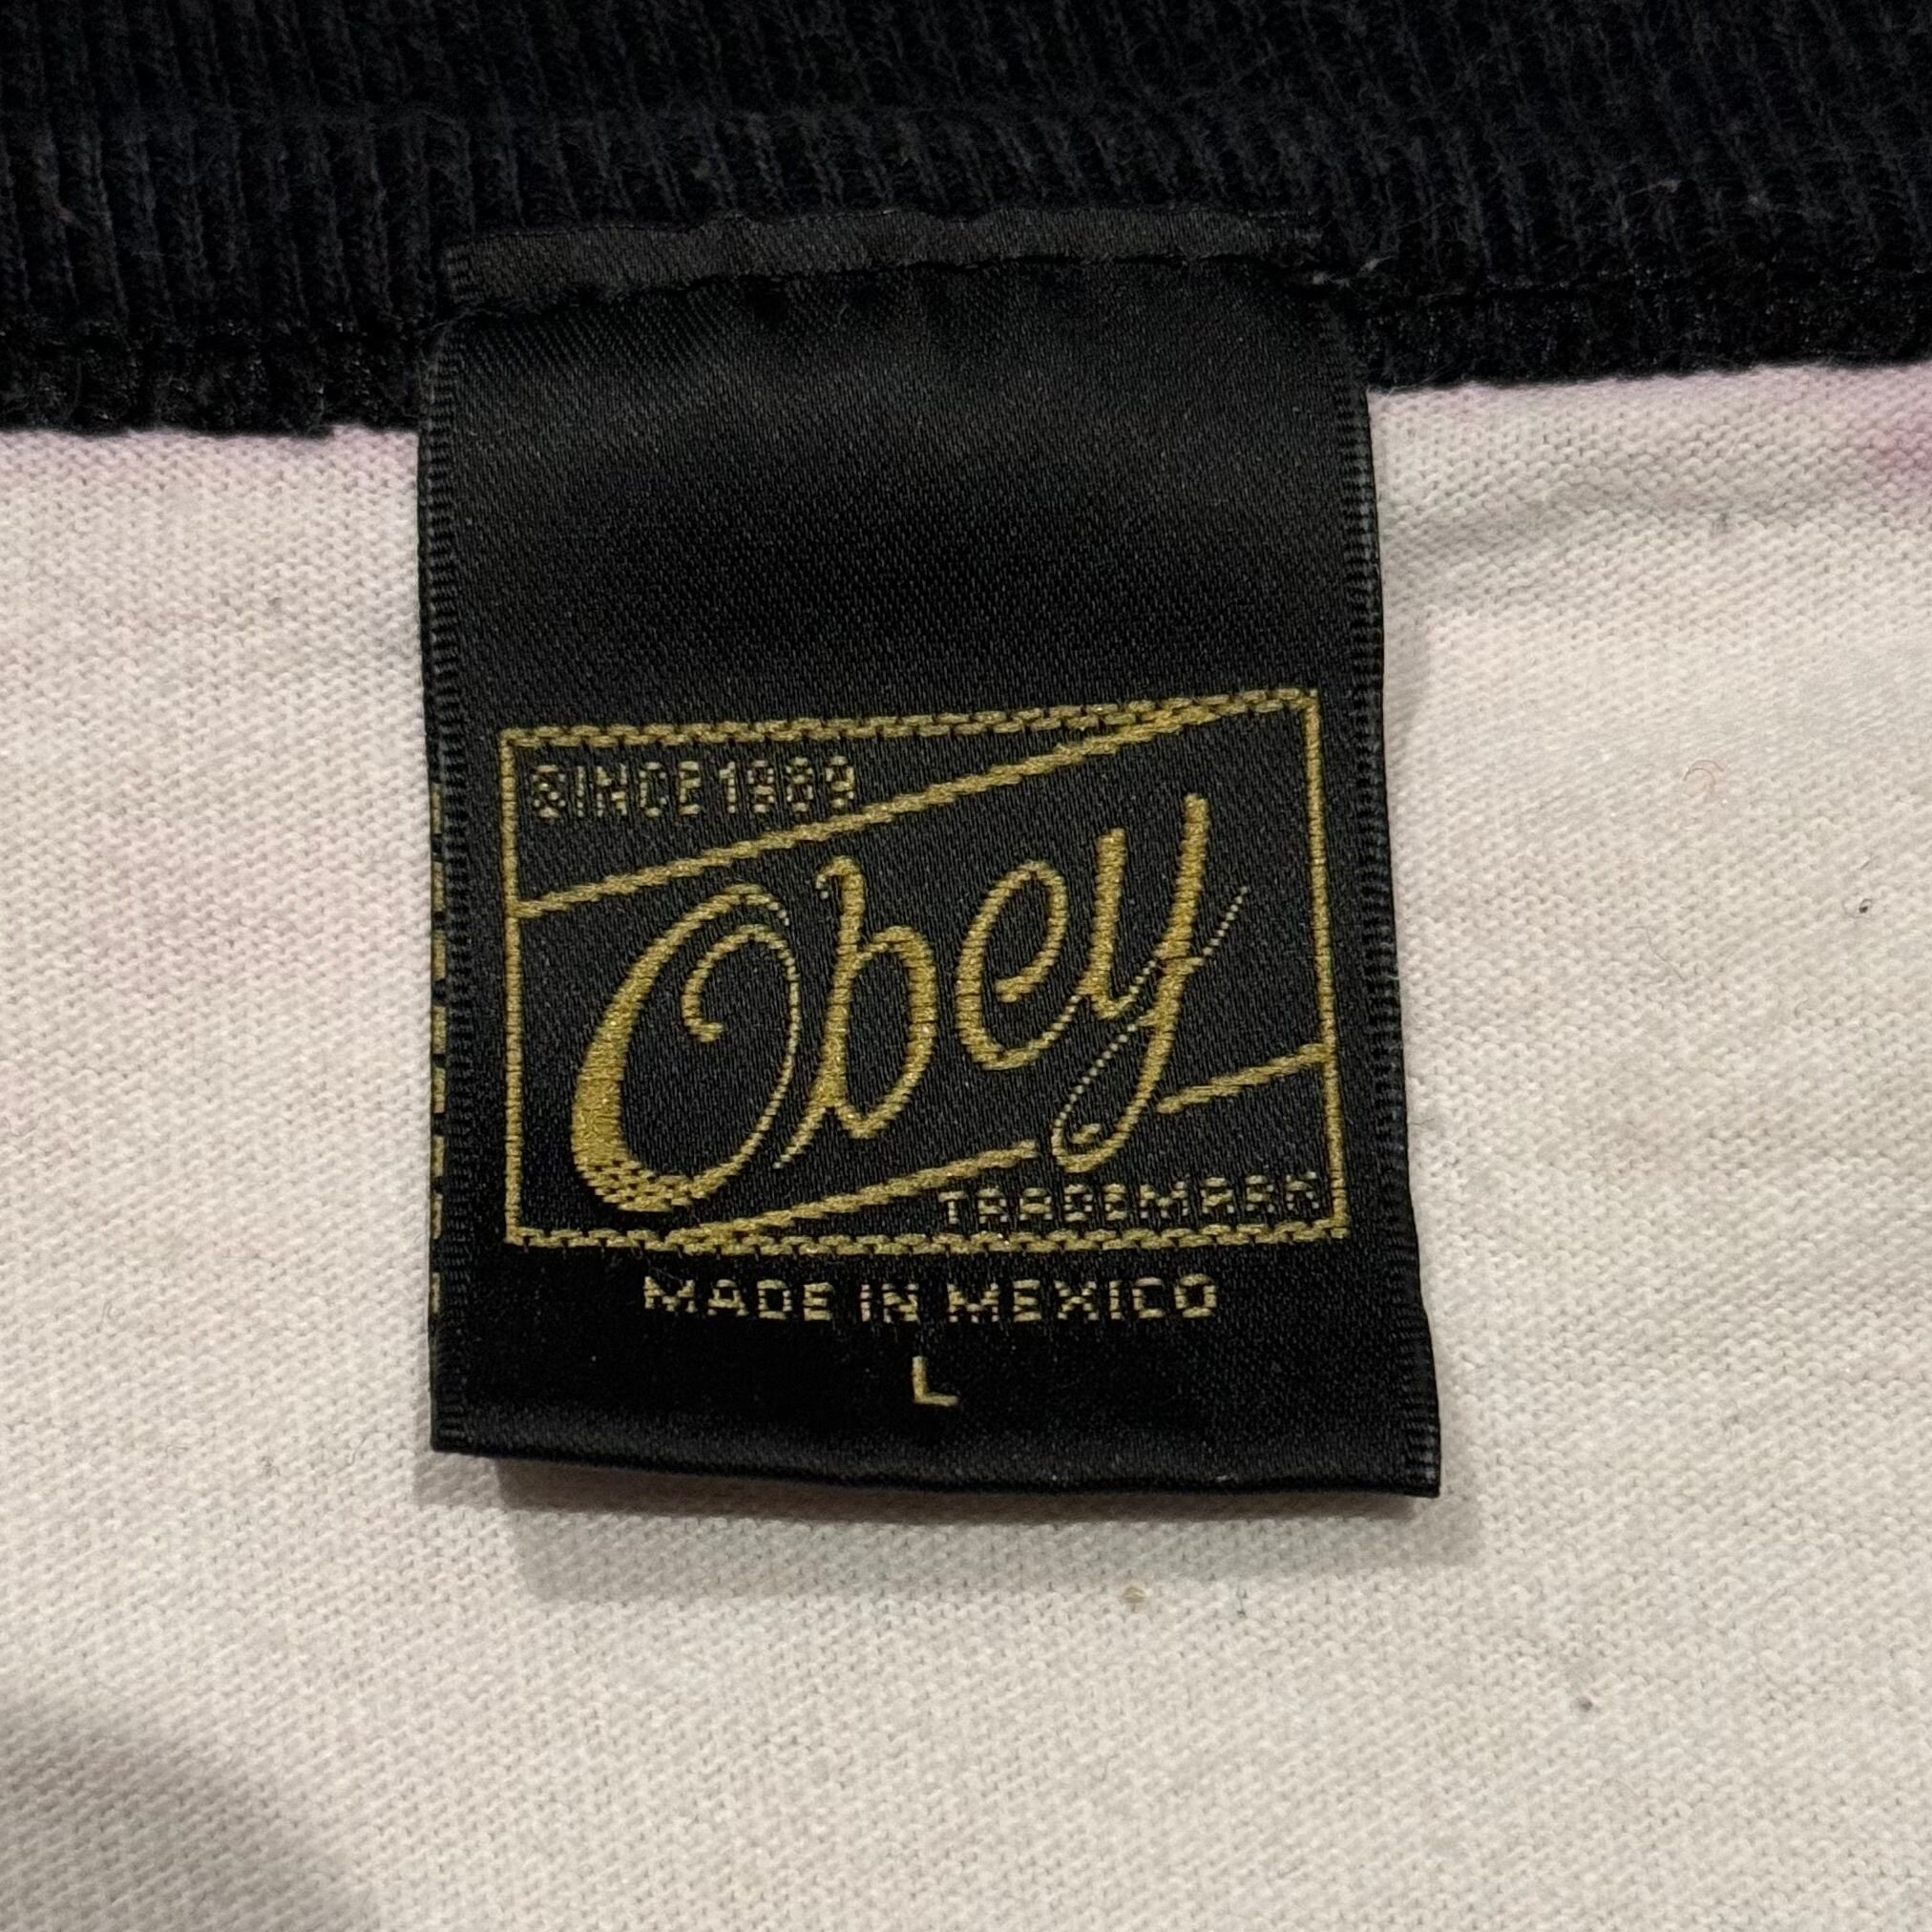 SINCE 1989
Obey
TRADEMARK
MADE IN MEXICO
L